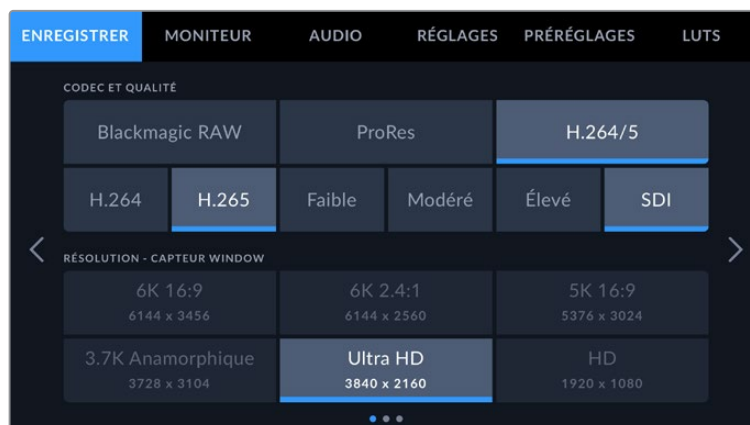 ENREGISTRER MONITEUR AUDIO RÉGLAGES PRÉRÉGLAGES LUTS
CODEC ET QUALITÉ
Blackmagic RAW ProRes H.264/5
H.264 H.265 Faible Modéré Élevé SDI
RÉSOLUTION - CAPTEUR WINDOW
6K 16:9 6K 2.4:1 5K 16:9
6144 x 3456 6144 x 2560 5376 x 3024
3.7K Anamorphique Ultra HD HD
3728 x 3104 3840 x 2160 1920 x 1080